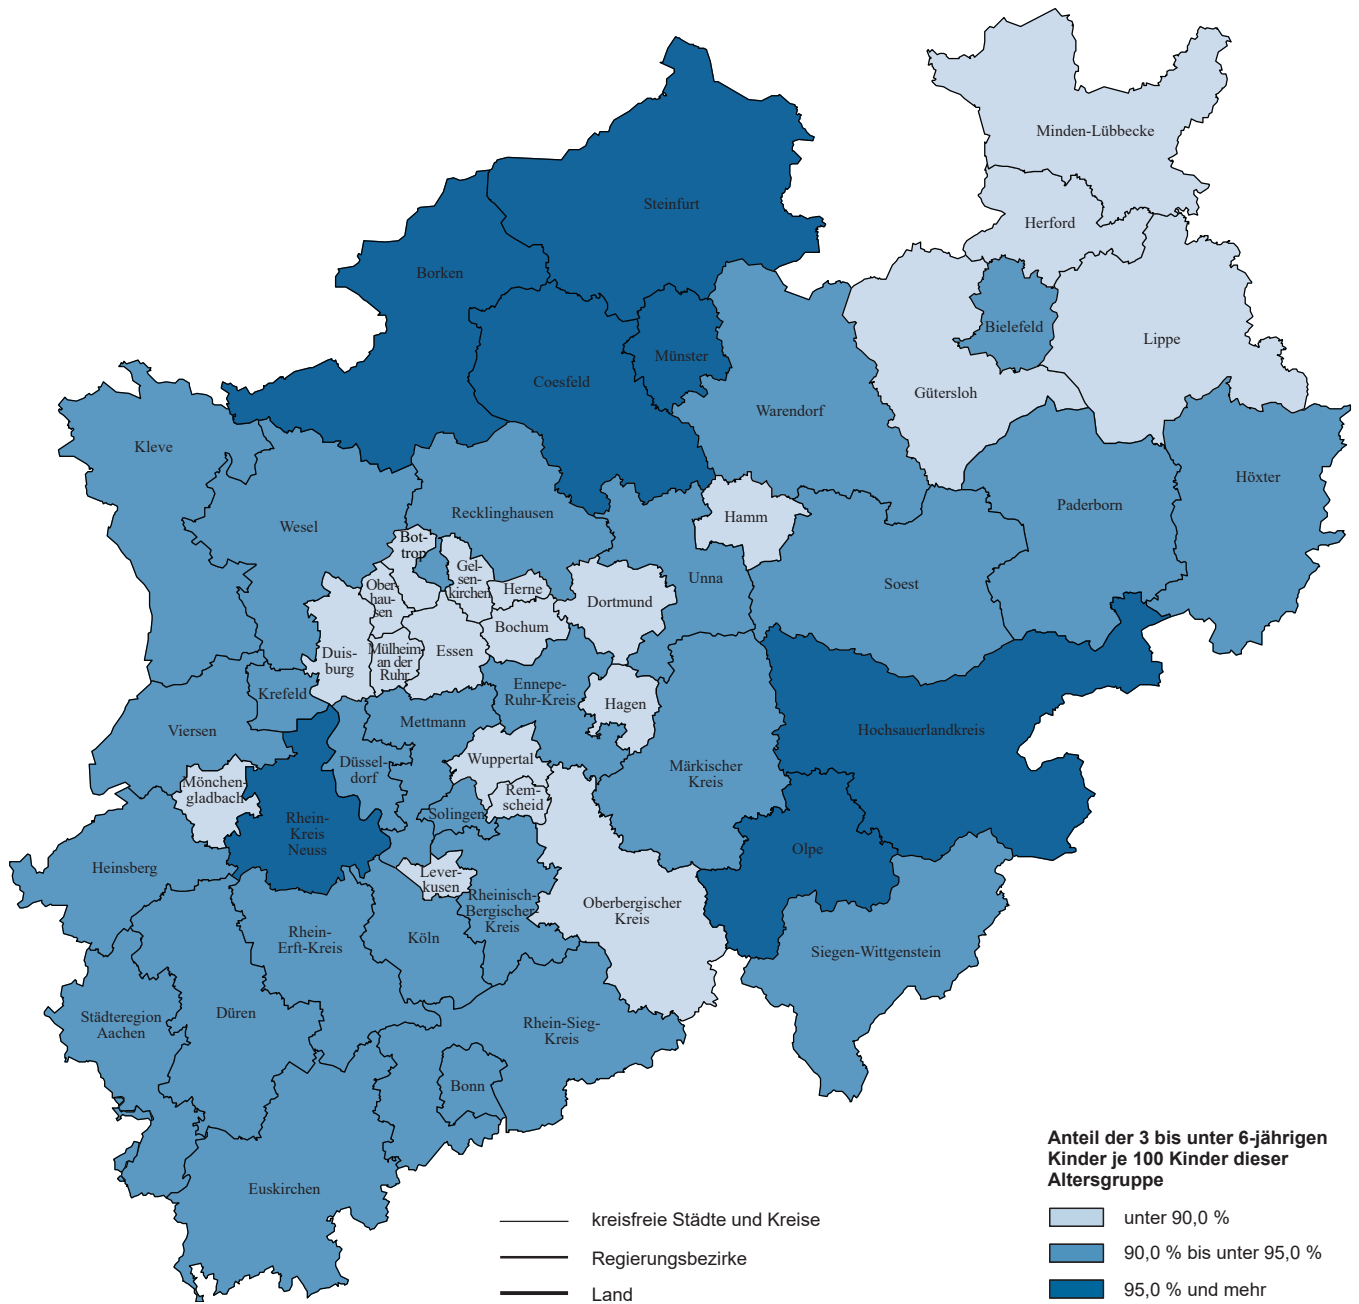 Minden-Lübbecke
Steinfurt
Herford
Borken
Bielefeld
Lippe
Münster
Coesfeld
Gütersloh
Warendorf
Kleve
Höxter
Recklinghausen
Paderborn
Wesel
Hamm
Bot-
trop
Gel-
sen-
kirchen
Unna
Soest
Ober-
hau-
sen
Herne
Dortmund
Bochum
Duis-
burg
Mülheim
an der
Ruhr
Essen
Ennepe-
Ruhr-Kreis
Krefeld
Hagen
Mettmann
Viersen
Hochsauerlandkreis
Düssel-
dorf
Wuppertal
Märkischer
Kreis
Mönchen-
gladbach
Rem-
scheid
Solingen
Rhein-
Kreis
Neuss
Olpe
Heinsberg
Lever-
kusen
Rheinisch-
Bergischer
Kreis
Oberbergischer
Kreis
Rhein-
Erft-Kreis
Köln
Siegen-Wittgenstein
Städteregion
Aachen
Düren
Rhein-Sieg-
Kreis
Bonn
Euskirchen
kreisfreie Städte und Kreise
Regierungsbezirke
Land
Anteil der 3 bis unter 6-jährigen
Kinder je 100 Kinder dieser
Altersgruppe
unter 90,0 %
90,0 % bis unter 95,0 %
95,0 % und mehr